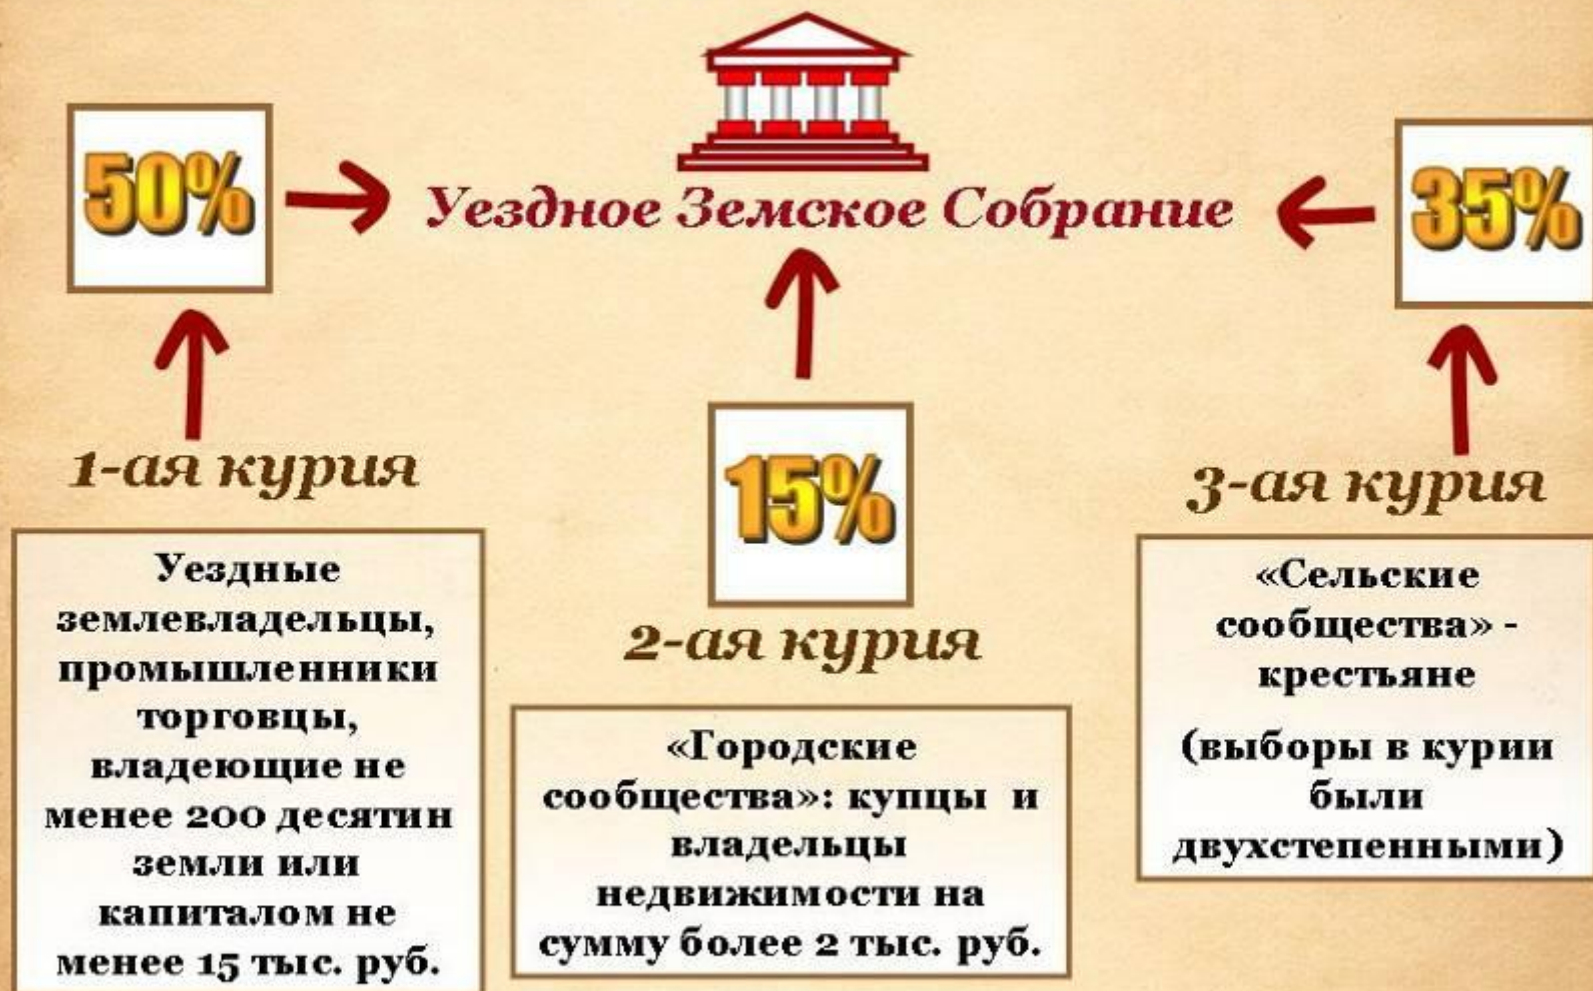 50%
Уездное Земское Собрание
35%
1-ая курия
Уездные
землевладельцы,
промышленники
торговцы,
владеющие не
менее 200 десятин
земли или
капиталом не
менее 15 тыс. руб.
15%
2-ая курия
«Городские
сообщества»: купцы и
владельцы
недвижимости на
сумму более 2 тыс. руб.
3-ая курия
«Сельские
сообщества» -
крестьяне
(выборы в курии
были
двухстепенными)